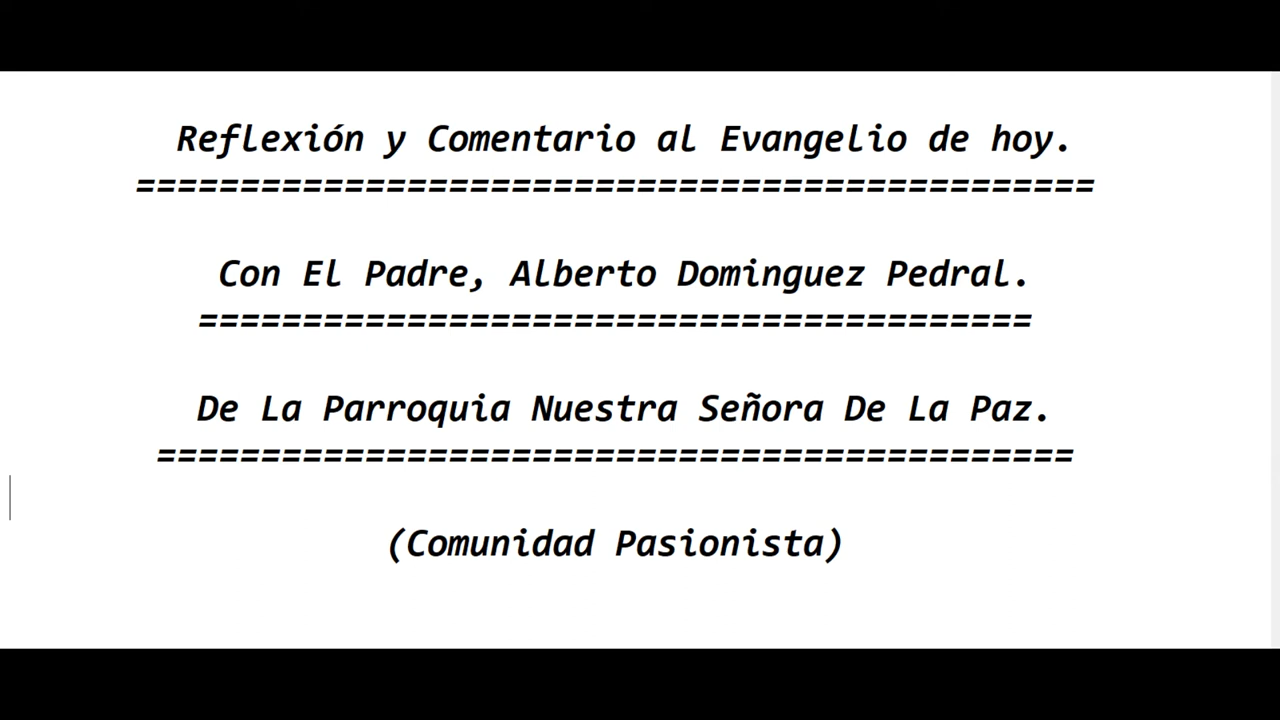 Reflexión y Comentario al Evangelio de hoy.
==============================================
Con El Padre, Alberto Dominguez Pedral.
========================================
De La Parroquia Nuestra Señora De La Paz.
============================================
(Comunidad Pasionista)